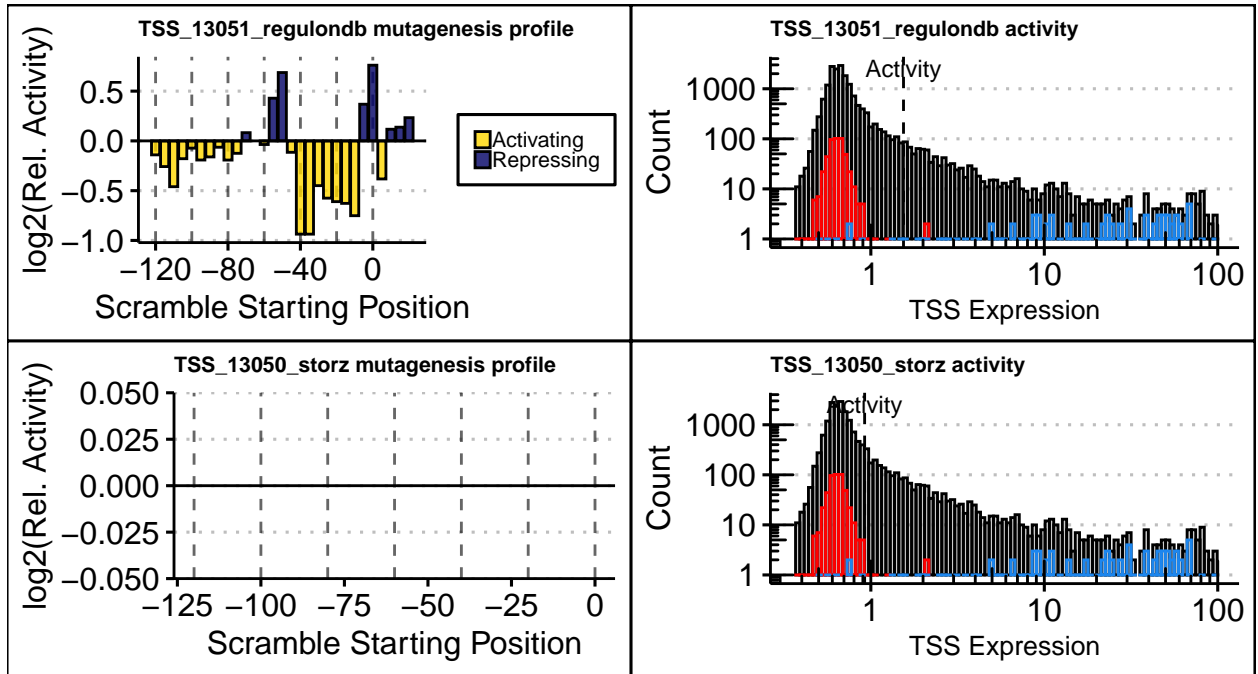 TSS_13051_regulondb mutagenesis profile
log2(Rel. Activity)
0.5
0.0
−0.5
−1.0
−120
−80
−40
0
Scramble Starting Position
Activating
Repressing
TSS_13051_regulondb activity
Activity
Count
1000
100
10
1
1
10
100
TSS Expression
TSS_13050_storz mutagenesis profile
log2(Rel. Activity)
0.050
0.025
0.000
−0.025
−0.050
−125
−100
−75
−50
−25
0
Scramble Starting Position
TSS_13050_storz activity
Activity
Count
1000
100
10
1
1
10
100
TSS Expression